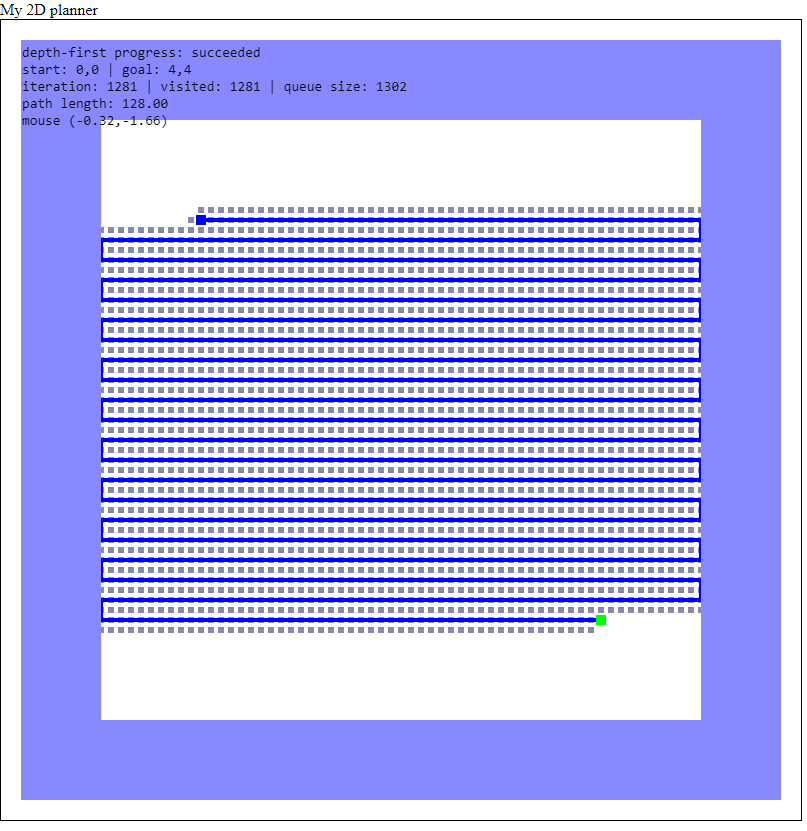 My 2D planner
depth-first progress: succeeded
start: 0,0 | goal: 4,4
iteration: 1281 | visited: 1281 | queue size: 1302
path length: 128.00
mouse (-0.32,-1.66)